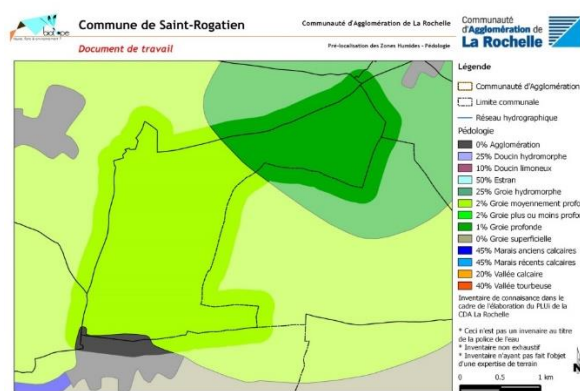 biotope
Commune de Saint-Rogatien
Communauté d'Agglomération de La Rochelle
Document de travail
Pré-localisation des Zones Humides - Pédologie
Communauté
d'Agglomération de
La Rochelle
Légende
Communauté d'Agglomération
Limite communale
Réseau hydrographique
Pédologie
0% Agglomération
25% Doucin hydromorphe
10% Doucin limoneux
50% Estran
25% Groie hydromorphe
2% Groie moyennement profo
2% Groie plus ou moins profor
1% Groie profonde
0% Groie superficielle
45% Marais anciens calcaires
45% Marais récents calcaires
20% Vallée calcaire
40% Vallée tourbeuse
Inventaire de connaisance dans le
cadre de l'élaboration du PLUi de la
CDA La Rochelle
* Ceci n'est pas un invenaire au titre
de la police de l'eau
* Inventaire non exhaustif
* Inventaire n'ayant pas fait l'objet
d'une expertise de terrain
N
0 0.5 1 km